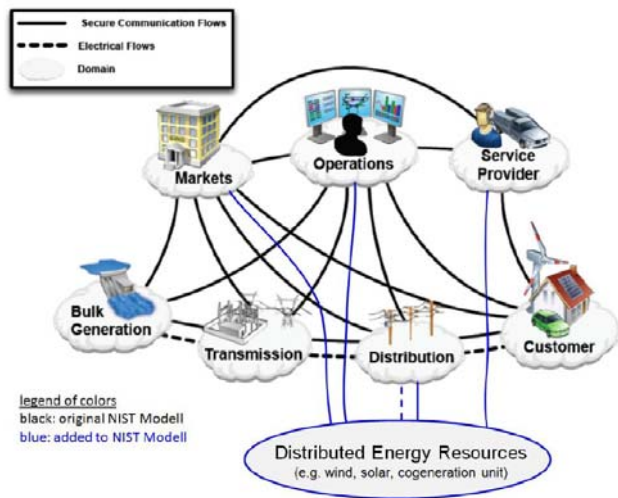 Secure Communication Flows
Electrical Flows
Domain
Markets
Operations
Service
Provider
Bulk
Generation
Transmission
Distribution
Customer
legend of colors
black: original NIST Modell
blue: added to NIST Modell
Distributed Energy Resources
(e.g. wind, solar, cogeneration unit)